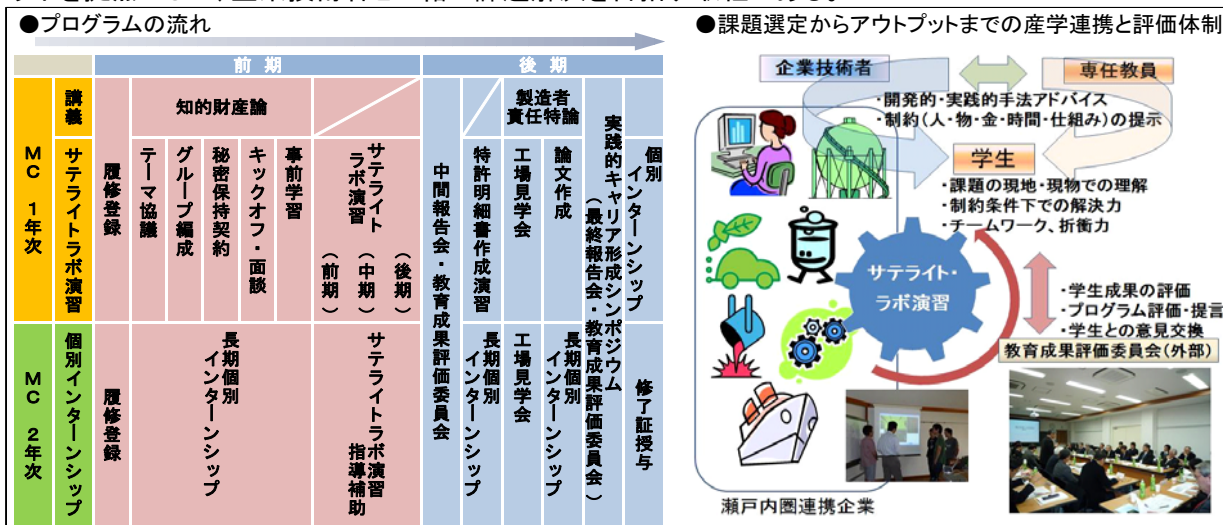 ●プログラムの流れ
前 期
後 期
MC 1年次
講義
知的財産論
製造者
責任特論
サテライトラボ演習
履修登録
テーマ協議
グループ編成
秘密保持契約
キックオフ・面談
事前学習
サテライト
ラボ演習
(前期)
(中期)
(後期)
中間報告会・教育成果評価委員会
特許明細書作成演習
工場見学会
論文作成
実践的キャリア形成シンポジウム
(最終報告会・教育成果評価委員会)
個別
インターンシップ
MC 2年次
個別インターンシップ
履修登録
長期個別
インターンシップ
サテライトラボ演習
指導補助
長期個別
インターンシップ
工場見学会
長期個別
インターンシップ
修了証授与
●課題選定からアウトプットまでの産学連携と評価体制
企業技術者
専任教員
・開発的・実践的手法アドバイス
・制約(人・物・金・時間・仕組み)の提示
学生
・課題の現地・現物での理解
・制約条件下での解決力
・チームワーク、折衝力
サテライト・
ラボ演習
・学生成果の評価
・プログラム評価・提言
・学生との意見交換
教育成果評価委員会(外部)
瀬戸内圏連携企業